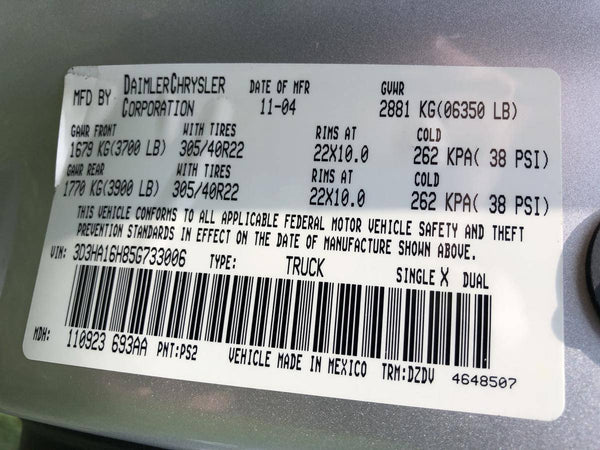 MFD BY DAIMLERCHRYSLER CORPORATION DATE OF MFR 11-04 GVWR 2881 KG(06350 LB)
GAWR FRONT WITH TIRES RIMS AT COLD
1679 KG(3700 LB) 305/40R22 22X10.0 262 KPA( 38 PSI)
GAWR REAR WITH TIRES RIMS AT COLD
1770 KG(3900 LB) 305/40R22 22X10.0 262 KPA( 38 PSI)
THIS VEHICLE CONFORMS TO ALL APPLICABLE FEDERAL MOTOR VEHICLE SAFETY AND THEFT
PREVENTION STANDARDS IN EFFECT ON THE DATE OF MANUFACTURE SHOWN ABOVE.
VIN: 3D3HA16H85G733006 TYPE: TRUCK SINGLE X DUAL
MDH: 110923 693AA PNT:PS2 VEHICLE MADE IN MEXICO TRM:DZDV 4648507